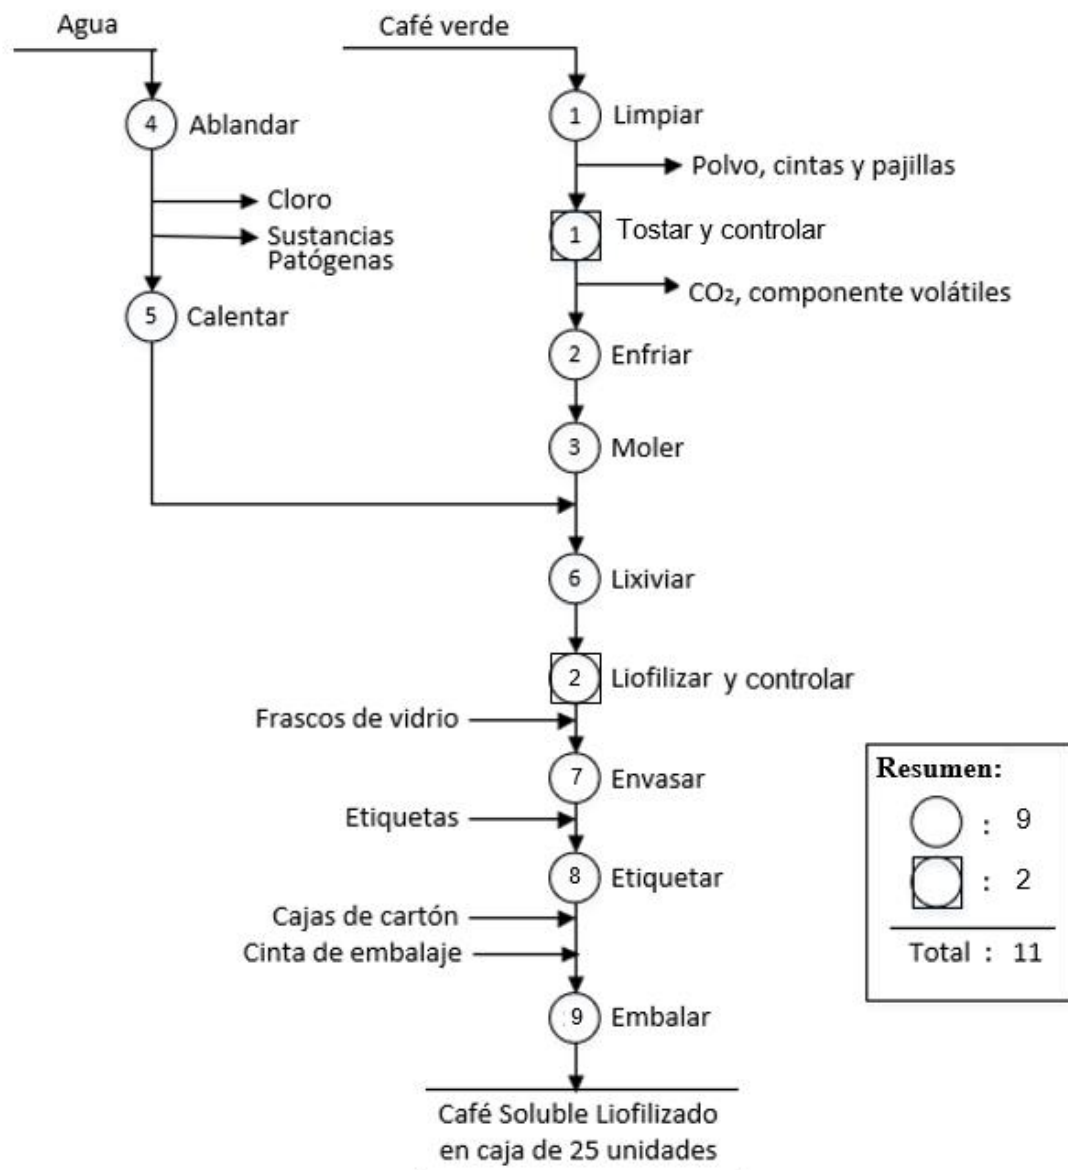 Agua
Café verde
4 Ablandar
1 Limpiar
Polvo, cintas y pajillas
Cloro
Sustancias
Patógenas
1 Tostar y controlar
CO₂, componente volátiles
5 Calentar
2 Enfriar
3 Moler
6 Lixiviar
2 Liofilizar y controlar
Frascos de vidrio
7 Envasar
Etiquetas
8 Etiquetar
Cajas de cartón
Cinta de embalaje
9 Embalar
Café Soluble Liofilizado
en caja de 25 unidades
Resumen:
: 9
: 2
Total : 11